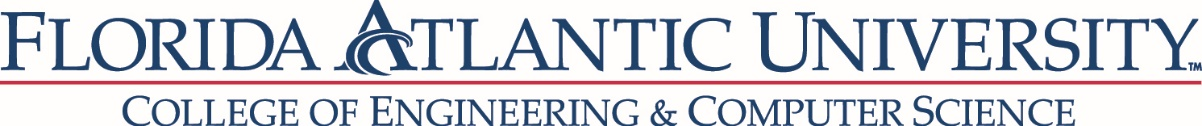 FLORIDA ATLANTIC UNIVERSITY™
COLLEGE OF ENGINEERING & COMPUTER SCIENCE